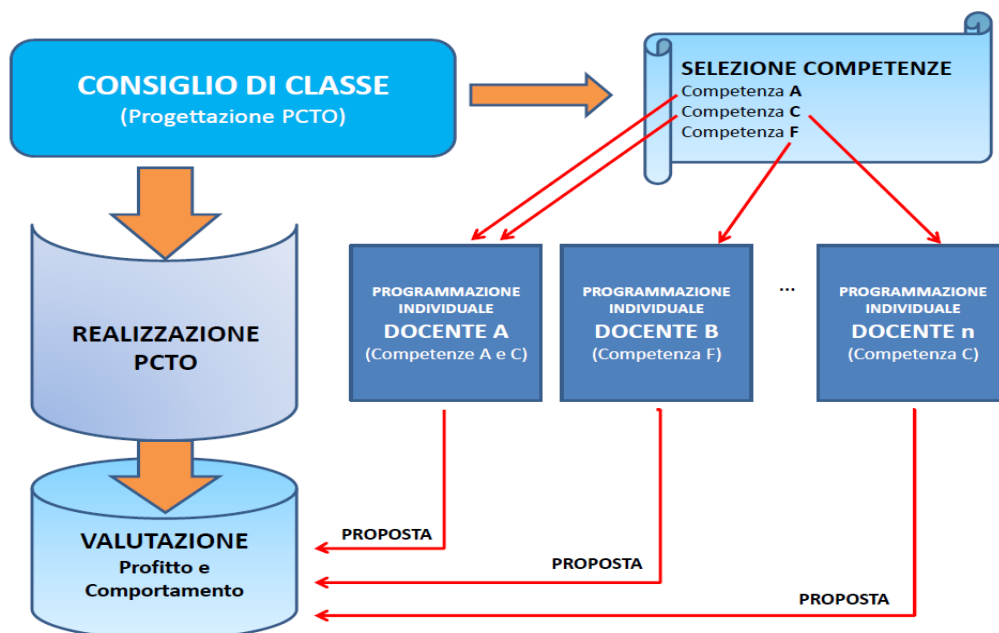 CONSIGLIO DI CLASSE
(Progettazione PCTO)
SELEZIONE COMPETENZE
Competenza A
Competenza C
Competenza F
REALIZZAZIONE
PCTO
PROGRAMMAZIONE
INDIVIDUALE
DOCENTE A
(Competenze A e C)
PROGRAMMAZIONE
INDIVIDUALE
DOCENTE B
(Competenza F)
...
PROGRAMMAZIONE
INDIVIDUALE
DOCENTE n
(Competenza C)
VALUTAZIONE
Profitto e
Comportamento
PROPOSTA
PROPOSTA
PROPOSTA